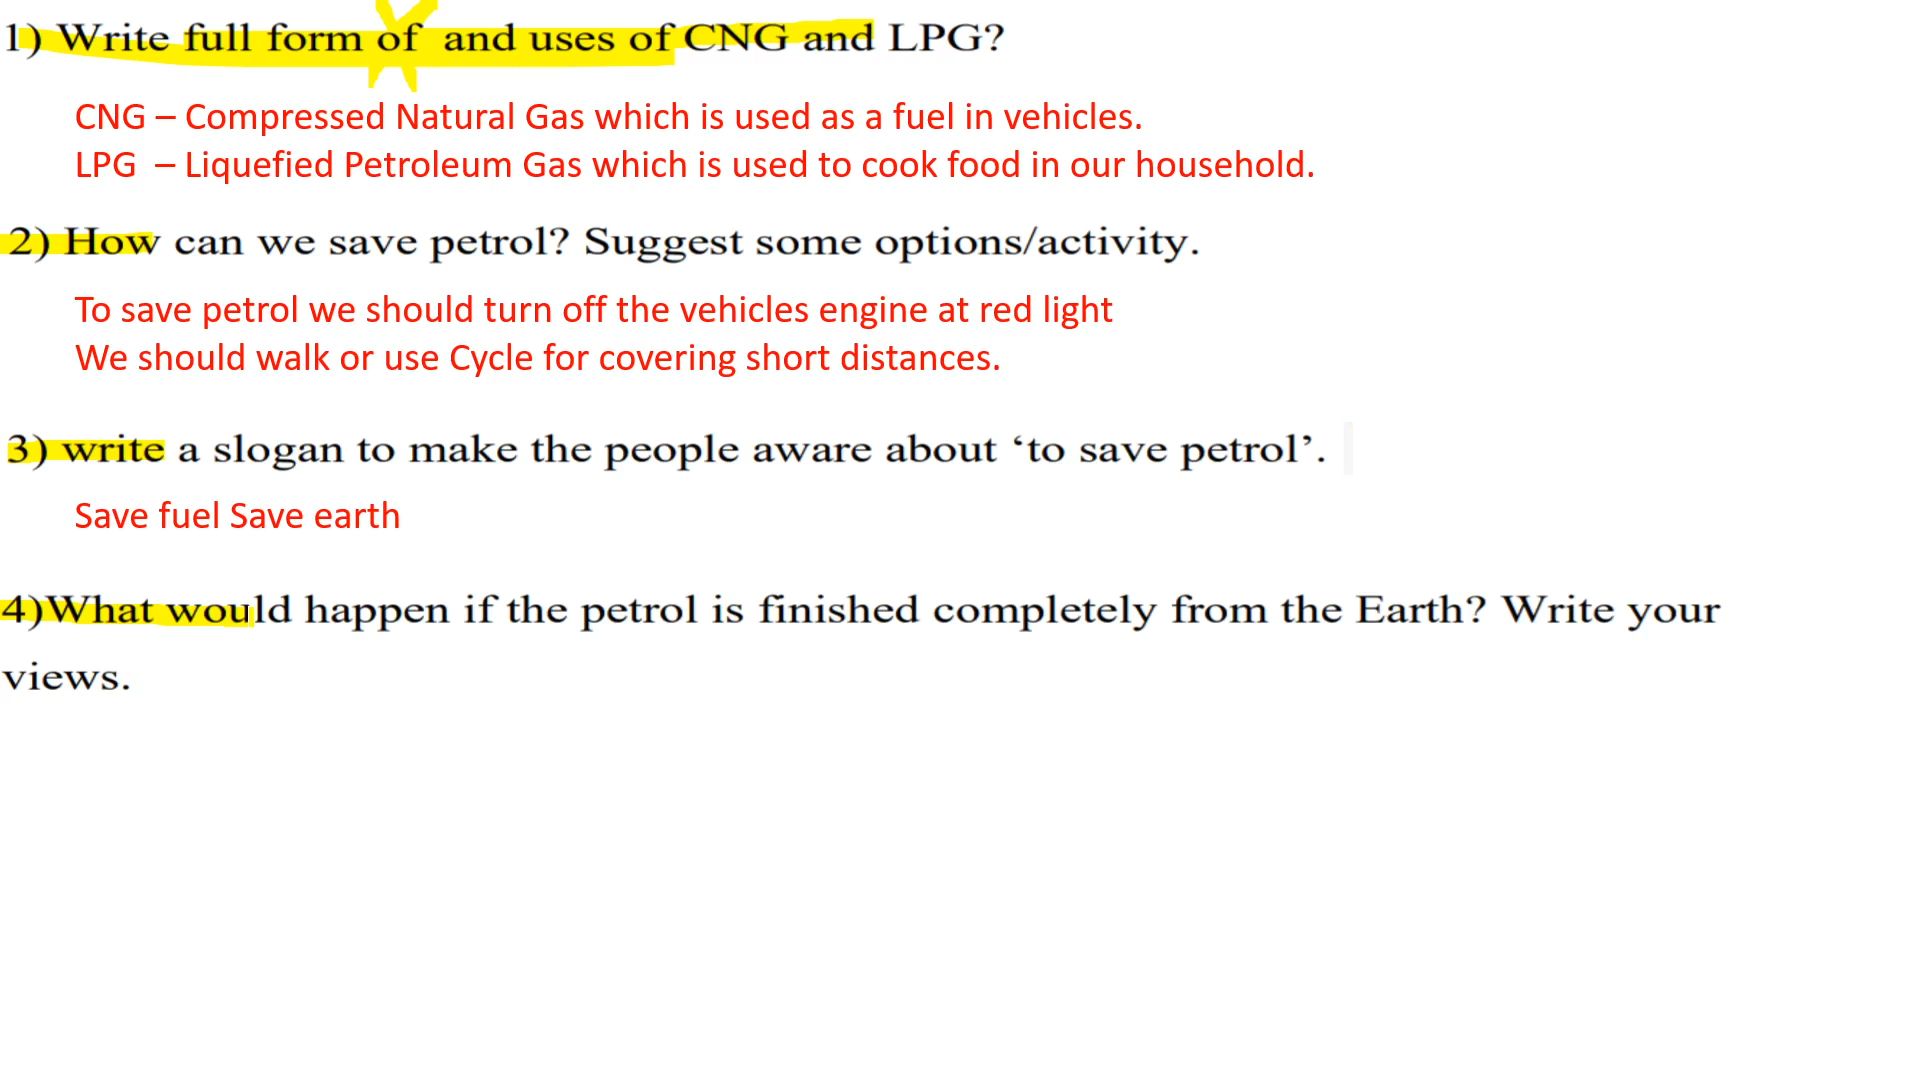 1) Write full form of and uses of CNG and LPG?
CNG – Compressed Natural Gas which is used as a fuel in vehicles.
LPG – Liquefied Petroleum Gas which is used to cook food in our household.
2) How can we save petrol? Suggest some options/activity.
To save petrol we should turn off the vehicles engine at red light
We should walk or use Cycle for covering short distances.
3) write a slogan to make the people aware about ‘to save petrol’.
Save fuel Save earth
4)What would happen if the petrol is finished completely from the Earth? Write your
views.